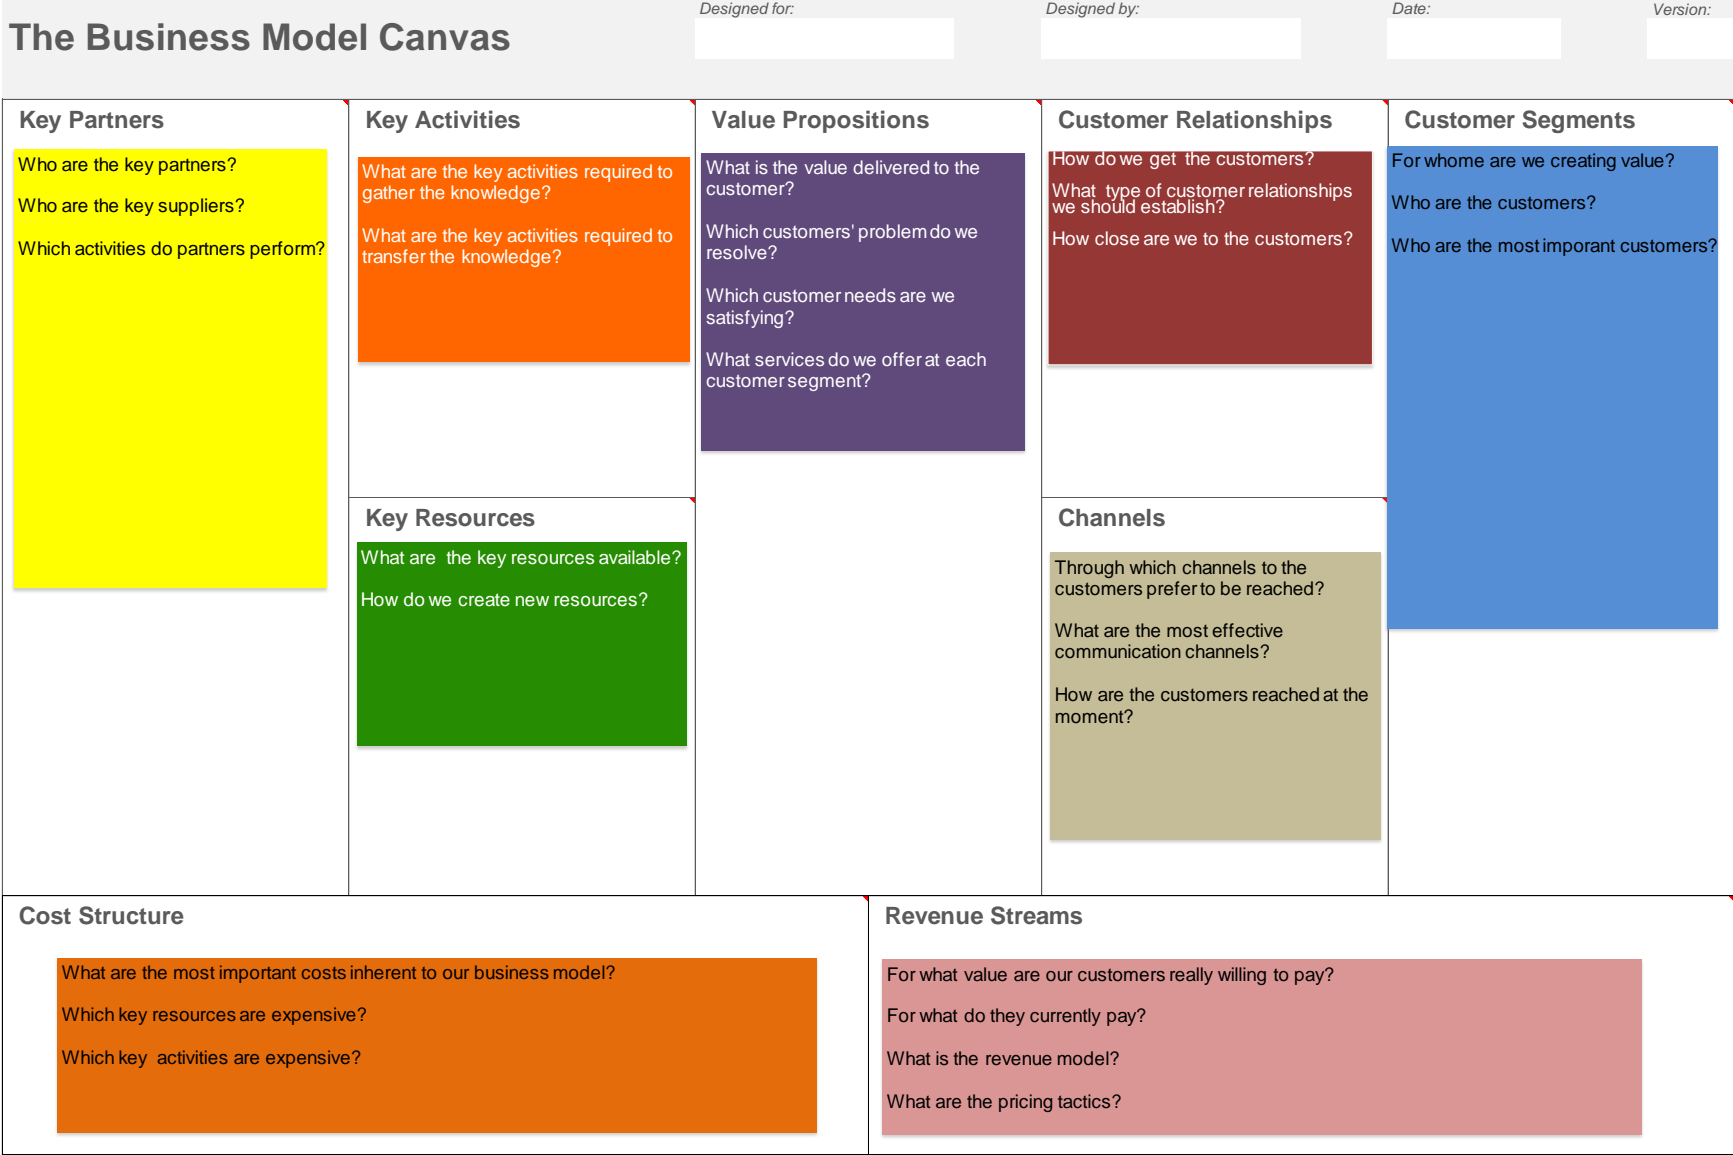 The Business Model Canvas
Designed for:
Designed by:
Date:
Version:
Key Partners
Who are the key partners?
Who are the key suppliers?
Which activities do partners perform?
Key Activities
What are the key activities required to
gather the knowledge?
What are the key activities required to
transfer the knowledge?
Key Resources
What are  the key resources available?
How do we create new resources?
Value Propositions
What is the value delivered to the
customer?
Which customers' problem do we
resolve?
Which customer needs are we
satisfying?
What services do we offer at each
customer segment?
Customer Relationships
How do we get  the customers?
What  type of customer relationships
we should establish?
How close are we to the customers?
Channels
Through which channels to the
customers prefer to be reached?
What are the most effective
communication channels?
How are the customers reached at the
moment?
Customer Segments
For whome are we creating value?
Who are the customers?
Who are the most imporant customers?
Cost Structure
What are the most important costs inherent to our business model?
Which key resources are expensive?
Which key  activities are expensive?
Revenue Streams
For what value are our customers really willing to pay?
For what do they currently pay?
What is the revenue model?
What are the pricing tactics?